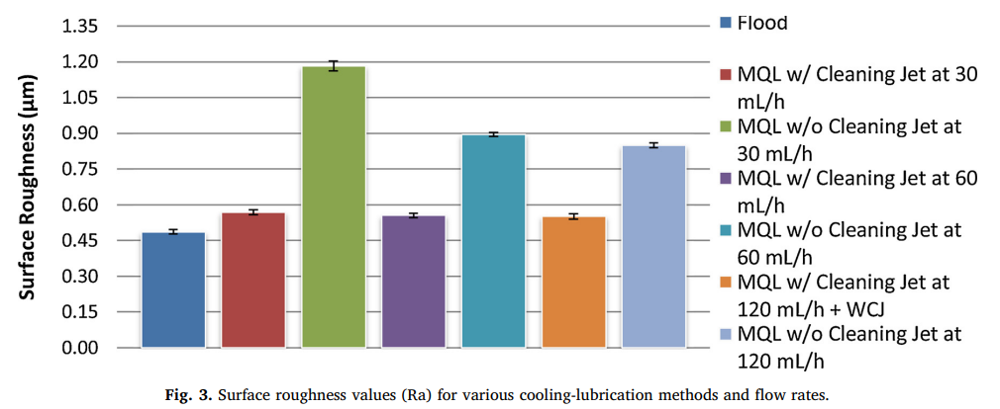 1.35
1.20
1.05
0.90
0.75
0.60
0.45
0.30
0.15
0.00
Surface Roughness (μm)
Flood
MQL w/ Cleaning Jet at 30
mL/h
MQL w/o Cleaning Jet at
30 mL/h
MQL w/ Cleaning Jet at 60
mL/h
MQL w/o Cleaning Jet at
60 mL/h
MQL w/ Cleaning Jet at
120 mL/h + WCJ
MQL w/o Cleaning Jet at
120 mL/h
Fig. 3. Surface roughness values (Ra) for various cooling-lubrication methods and flow rates.